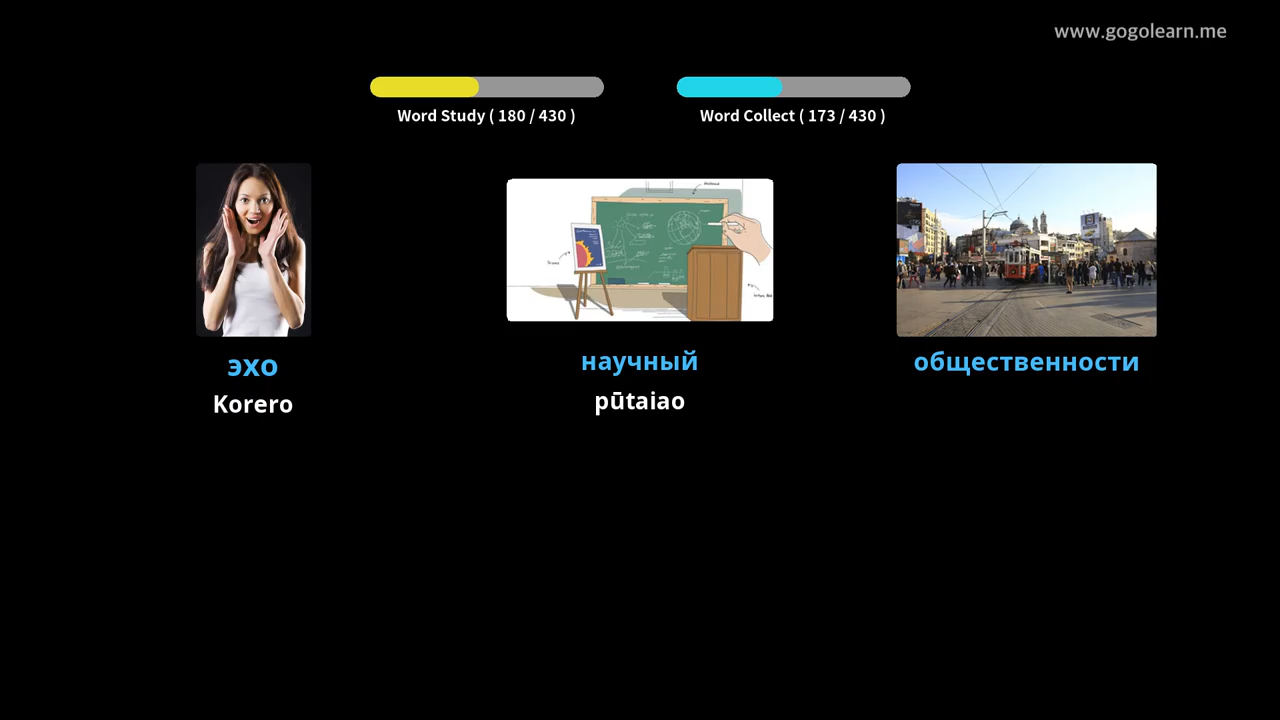 www.gogolearn.me
Word Study ( 180 / 430 )
Word Collect ( 173 / 430 )
эхо
Korero
научный
pūtaiao
общественности